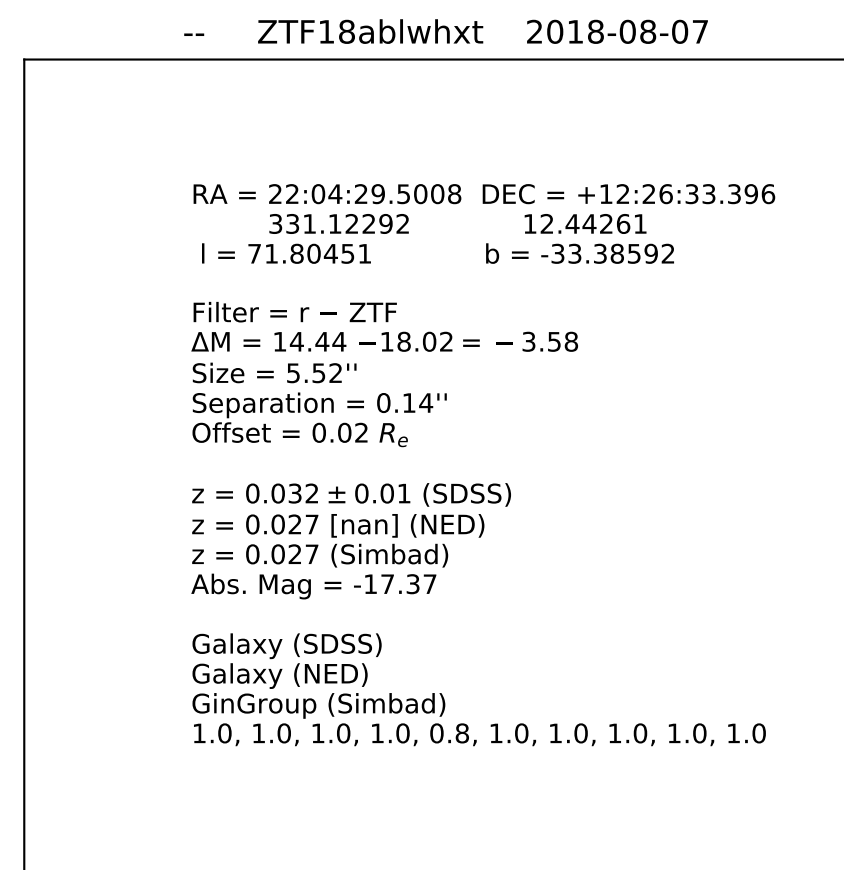 -- ZTF18ablwhxt 2018-08-07
RA = 22:04:29.5008 DEC = +12:26:33.396
331.12292 12.44261
l = 71.80451 b = -33.38592
Filter = r − ZTF
ΔM = 14.44 −18.02 = − 3.58
Size = 5.52''
Separation = 0.14''
Offset = 0.02 Re
z = 0.032 ± 0.01 (SDSS)
z = 0.027 [nan] (NED)
z = 0.027 (Simbad)
Abs. Mag = -17.37
Galaxy (SDSS)
Galaxy (NED)
GinGroup (Simbad)
1.0, 1.0, 1.0, 1.0, 0.8, 1.0, 1.0, 1.0, 1.0, 1.0